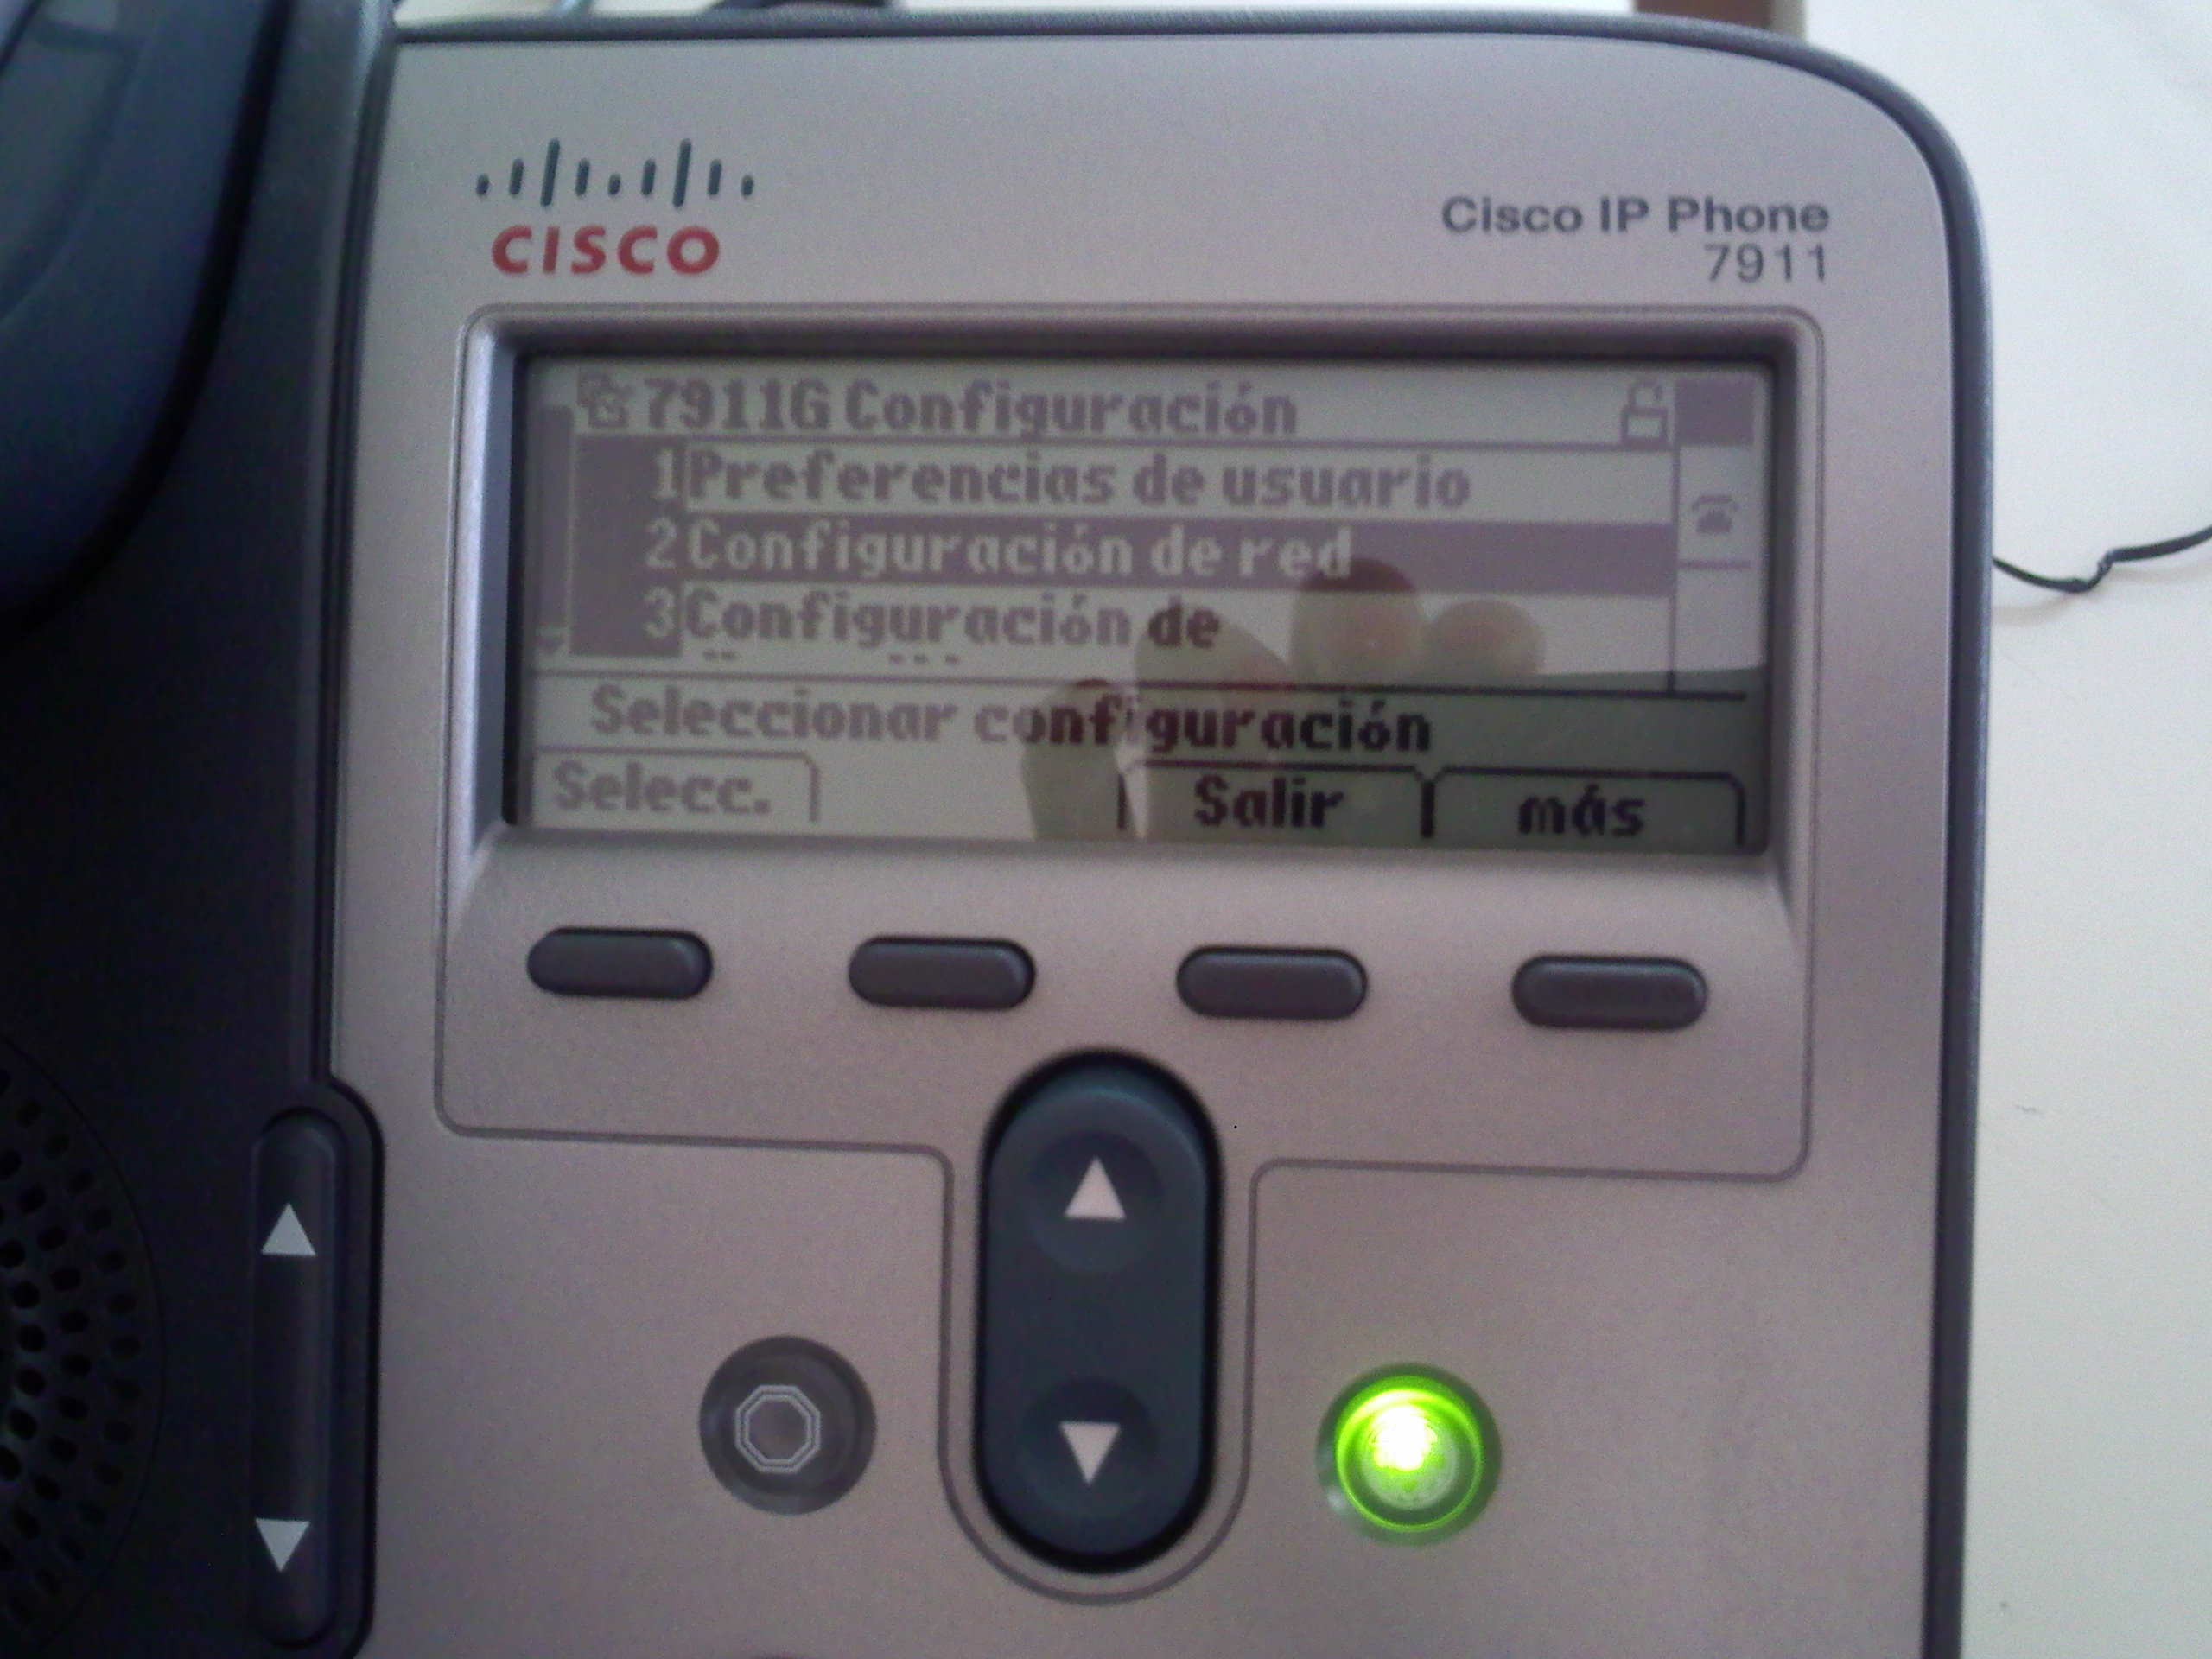 CISCO
Cisco IP Phone
7911
7911G Configuración
1 Preferencias de usuario
2 Configuración de red
3 Configuración de
Seleccionar configuración
Selecc. Salir más